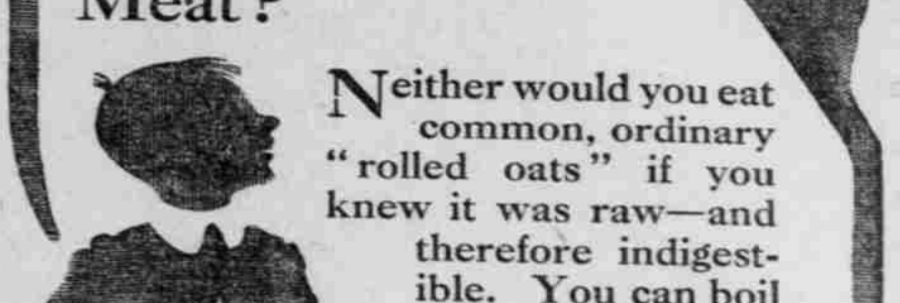 Meat?
Neither would you eat
common, ordinary
“rolled oats” if you
knew it was raw—and
therefore indigest-
ible. You can boil